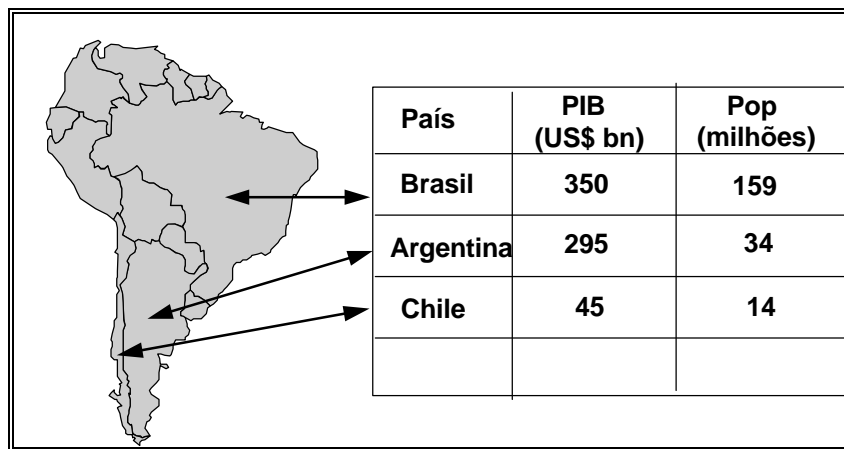 País PIB (US$ bn) Pop (milhões)
Brasil 350 159
Argentina 295 34
Chile 45 14